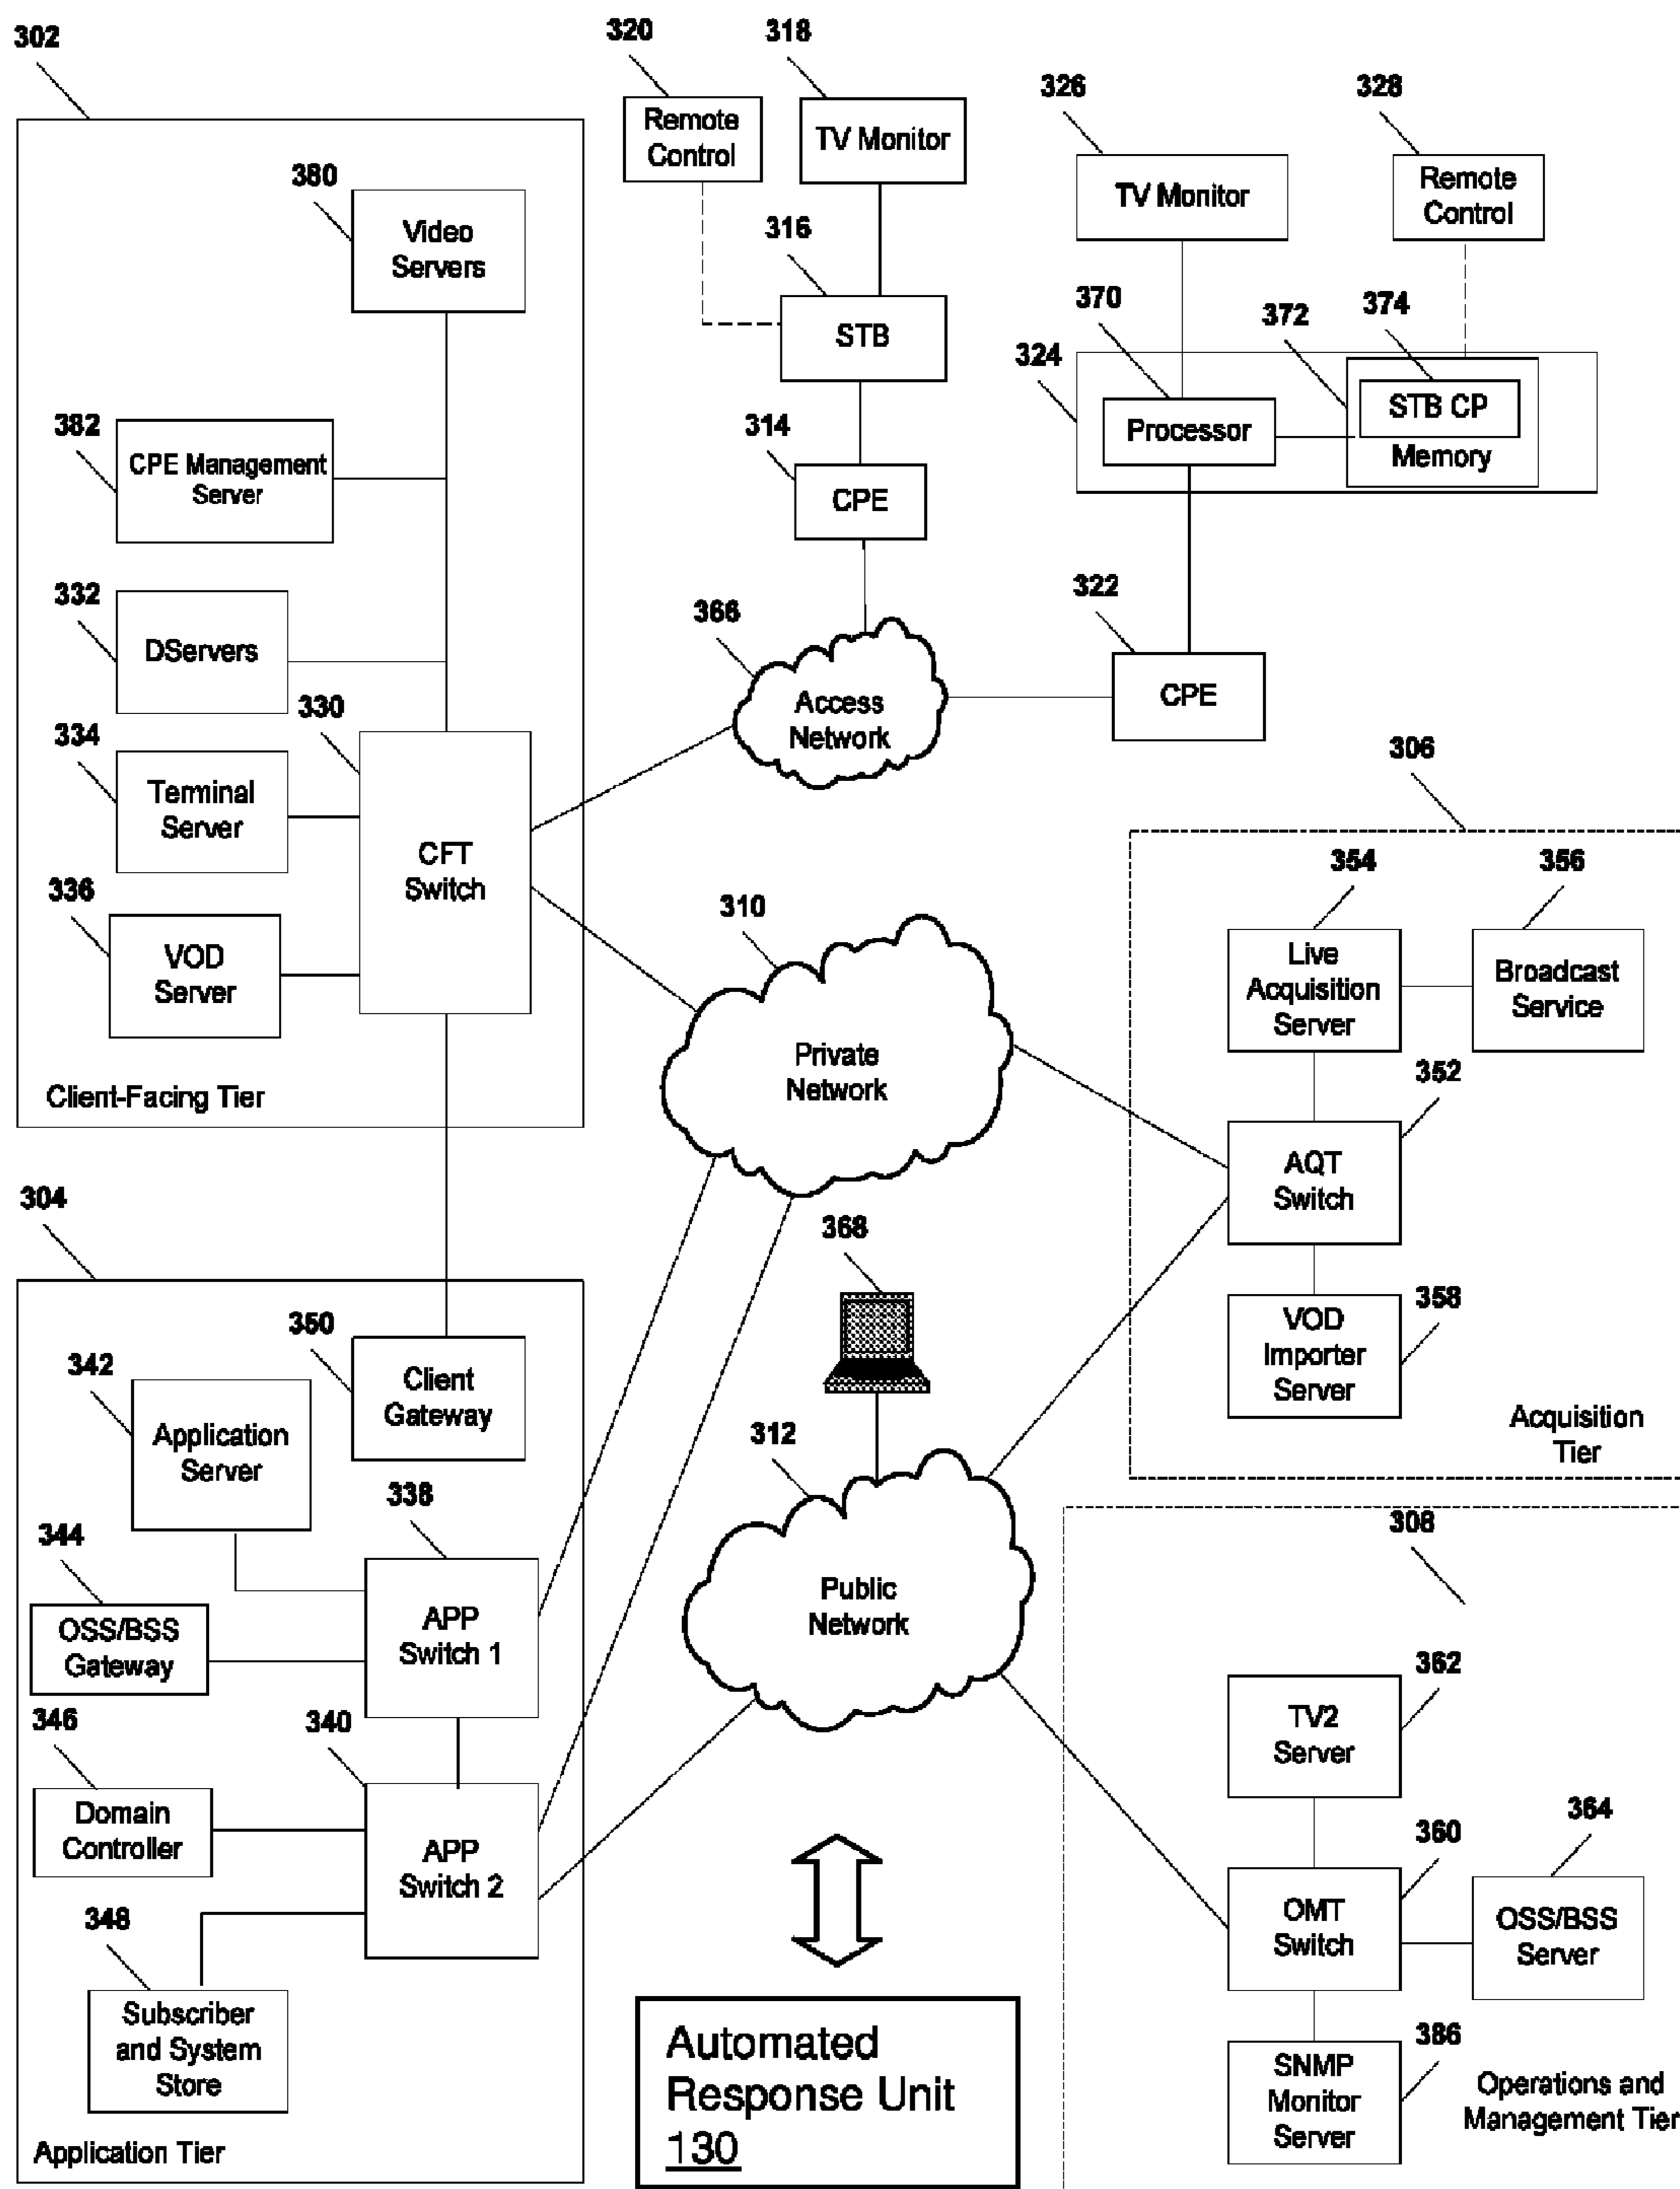 302
320
318
326
328
Remote
Control
TV Monitor
TV Monitor
Remote
Control
380
Video
Servers
316
STB
370
372
374
324
STB CP
Processor
Memory
382
CPE Management
Server
314
CPE
332
DServers
366
322
Access
Network
CPE
330
334
Terminal
Server
306
CFT
Switch
354
356
336
VOD
Server
310
Live
Acquisition
Server
Broadcast
Service
Private
Network
352
Client-Facing Tier
AQT
Switch
304
368
350
358
342
Client
Gateway
VOD
Importer
Server
Application
Server
312
Acquisition
Tier
338
308
344
APP
Switch 1
Public
Network
OSS/BSS
Gateway
362
TV2
Server
346
340
Domain
Controller
364
360
APP
Switch 2
348
OMT
Switch
OSS/BSS
Server
Subscriber
and System
Store
Automated
Response Unit
130
386
SNMP
Monitor
Server
Operations and
Management Tier
Application Tier